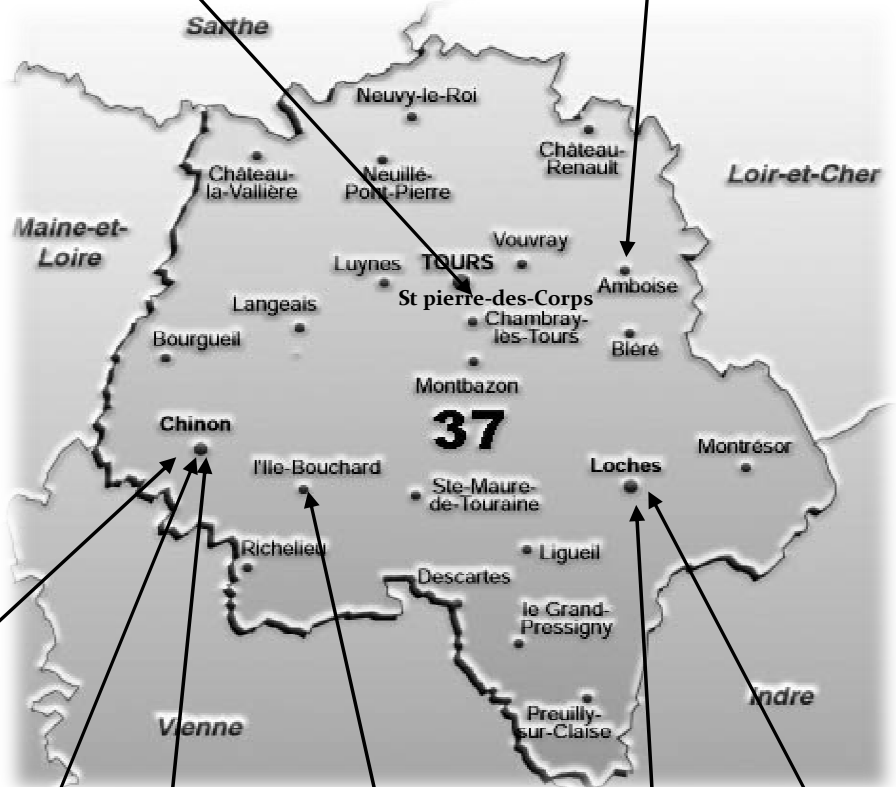 Sarthe
Neuvy-le-Roi
Château-
Renault
Château-
la-Vallière
Neuillé-
Pont-Pierre
Loir-et-Cher
Maine-et-
Loire
Vouvray
Luynes
TOURS
Amboise
St pierre-des-Corps
Langeais
Chambray-
lès-Tours
Bourgueil
Bléré
Montbazon
37
Chinon
Montrésor
l'Ile-Bouchard
Loches
Ste-Maure-
de-Touraine
Richelieu
Ligueil
Descartes
le Grand-
Pressigny
Indre
Vienne
Preuilly-
sur-Claise